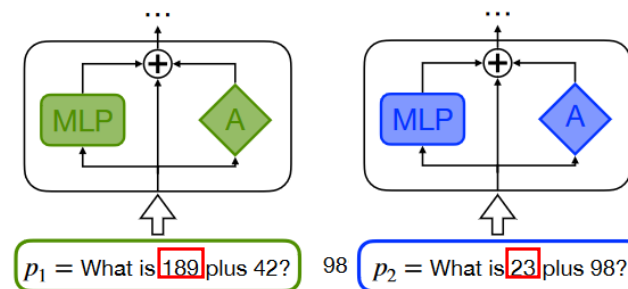 ... ...
MLP A MLP A
p₁ = What is 189 plus 42? 98 p₂ = What is 23 plus 98?